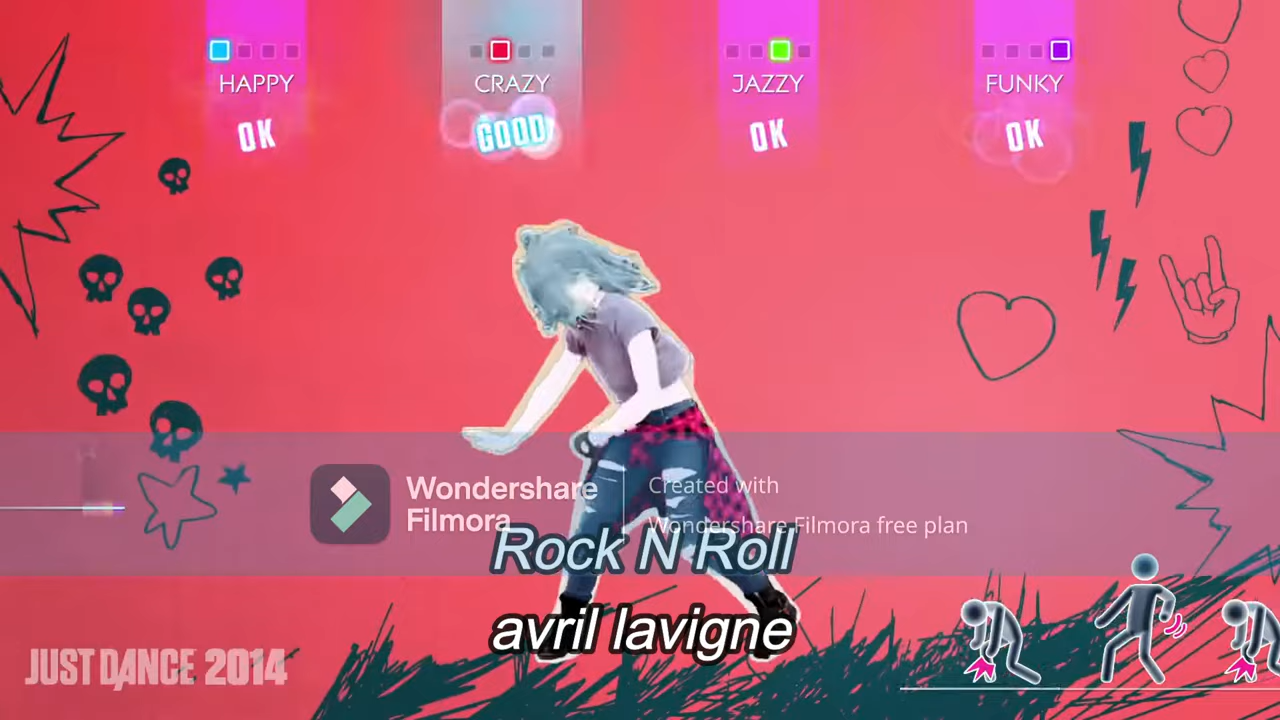 HAPPY
CRAZY
JAZZY
FUNKY
OK
GOOD
OK
OK
Wondershare
Filmora
Created with
Wondershare Filmora free plan
Rock N Roll
avril lavigne
JUST DANCE 2014